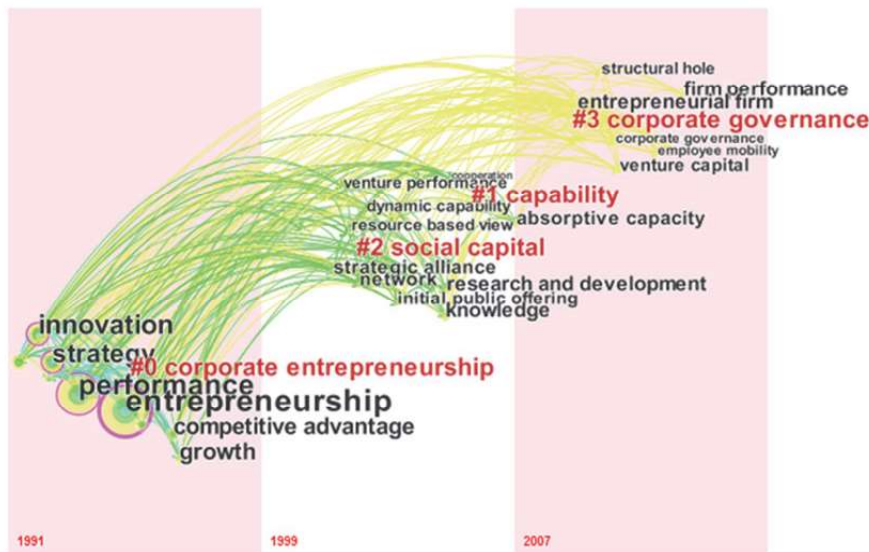 structural hole
firm performance
entrepreneurial firm
#3 corporate governance
corporate governance
employee mobility
venture capital
cooperation
venture performance
#1 capability
dynamic capability
absorptive capacity
resource based view
#2 social capital
strategic alliance
network
research and development
initial public offering
knowledge
innovation
strategy
#0 corporate entrepreneurship
performance
entrepreneurship
competitive advantage
growth
1991
1999
2007